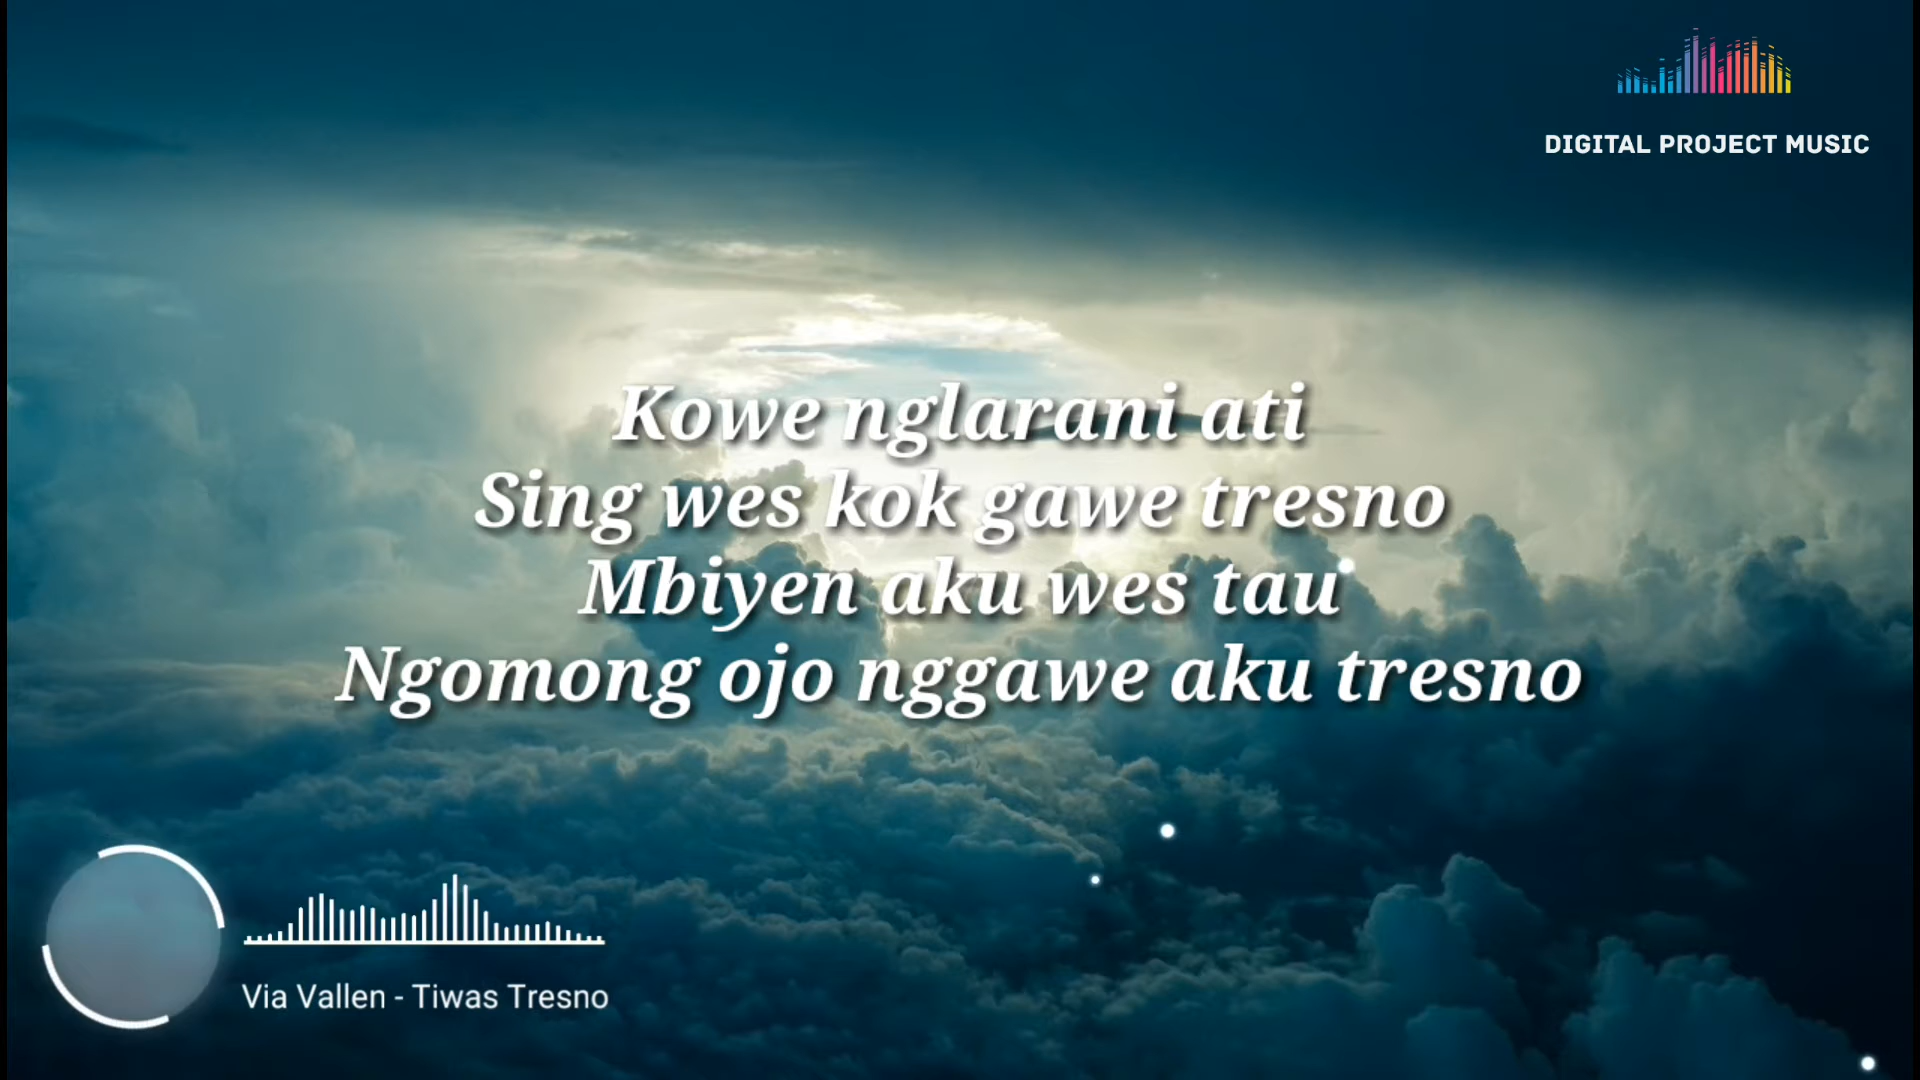 DIGITAL PROJECT MUSIC
Kowe nglarani ati
Sing wes kok gawe tresno
Mbiyen aku wes tau
Ngomong ojo nggawe aku tresno
Via Vallen - Tiwas Tresno